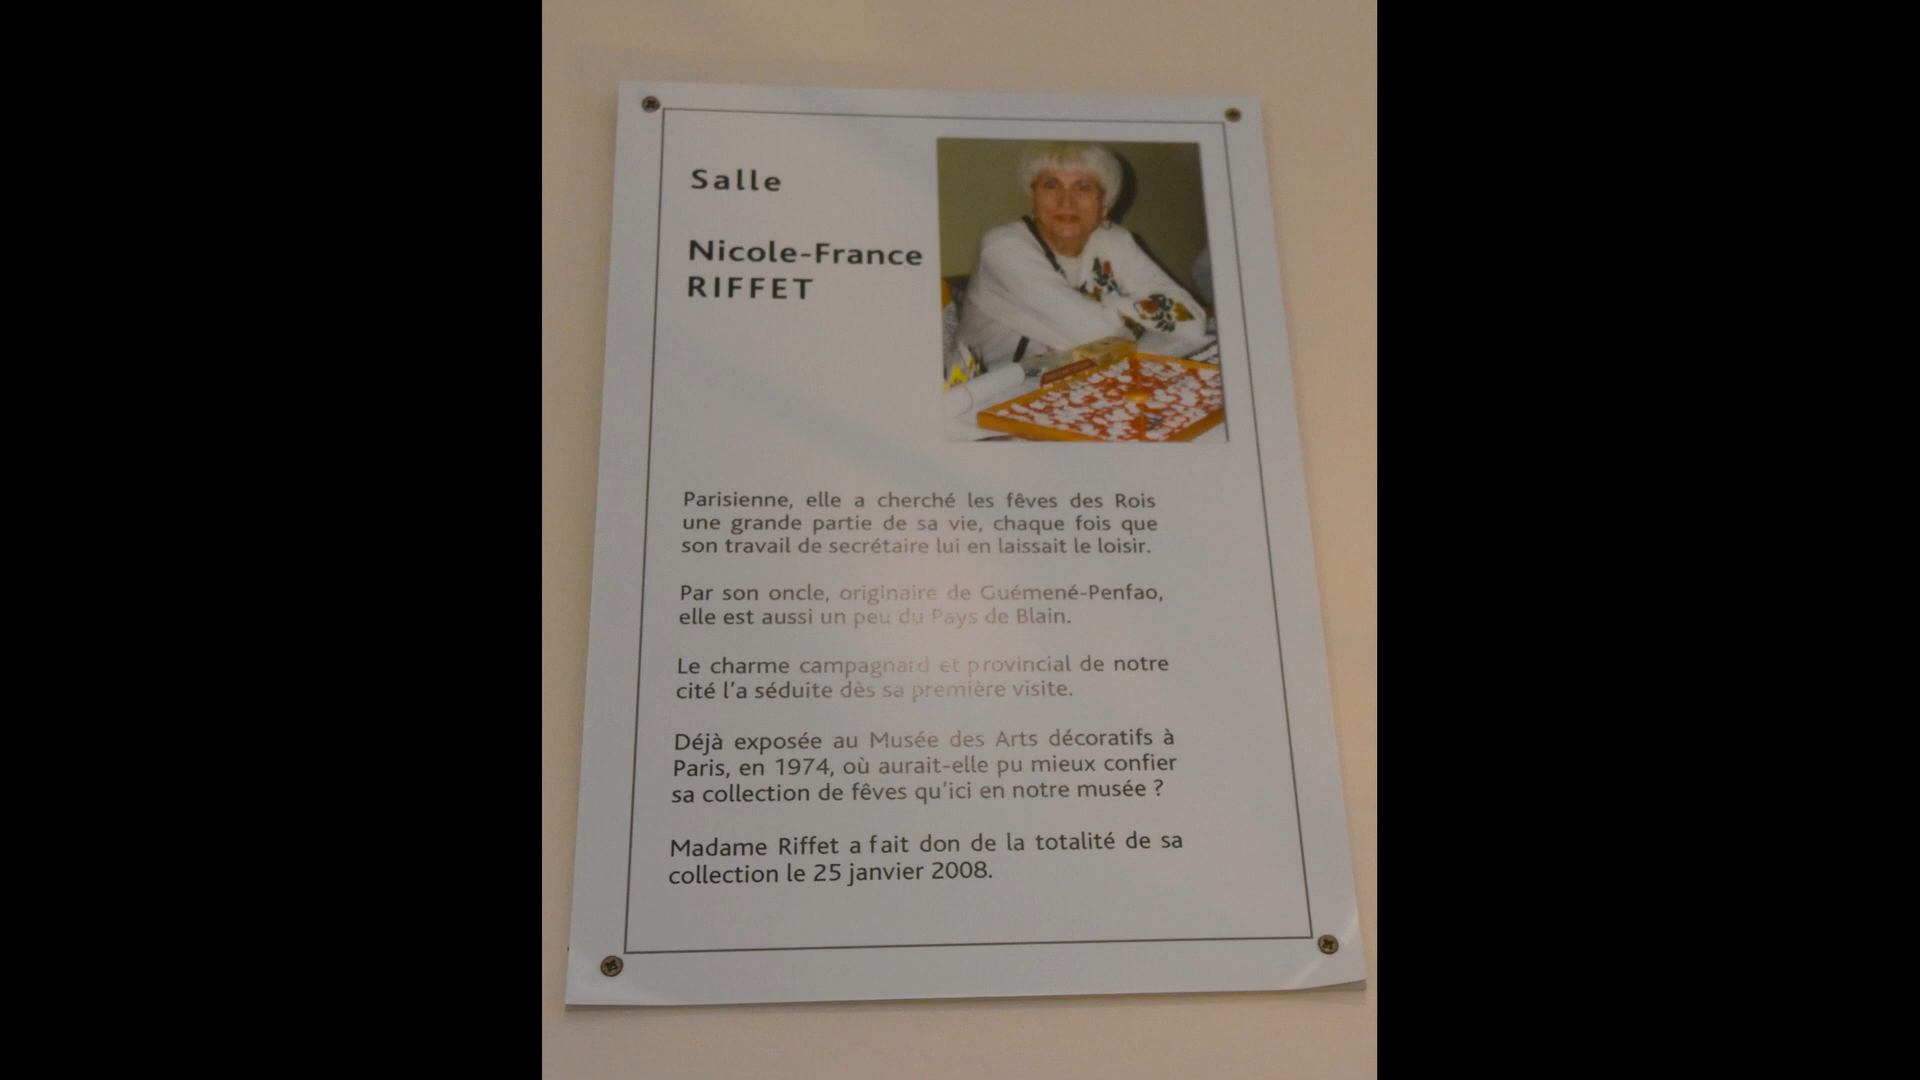 Salle
Nicole-France
RIFFET
Parisienne, elle a cherché les fêves des Rois
une grande partie de sa vie, chaque fois que
son travail de secrétaire lui en laissait le loisir.
Par son oncle, originaire de Guémené-Penfao,
elle est aussi un peu du Pays de Blain.
Le charme campagnard et provincial de notre
cité l'a séduite dès sa première visite.
Déjà exposée au Musée des Arts décoratifs à
Paris, en 1974, où aurait-elle pu mieux confier
sa collection de fêves qu'ici en notre musée ?
Madame Riffet a fait don de la totalité de sa
collection le 25 janvier 2008.